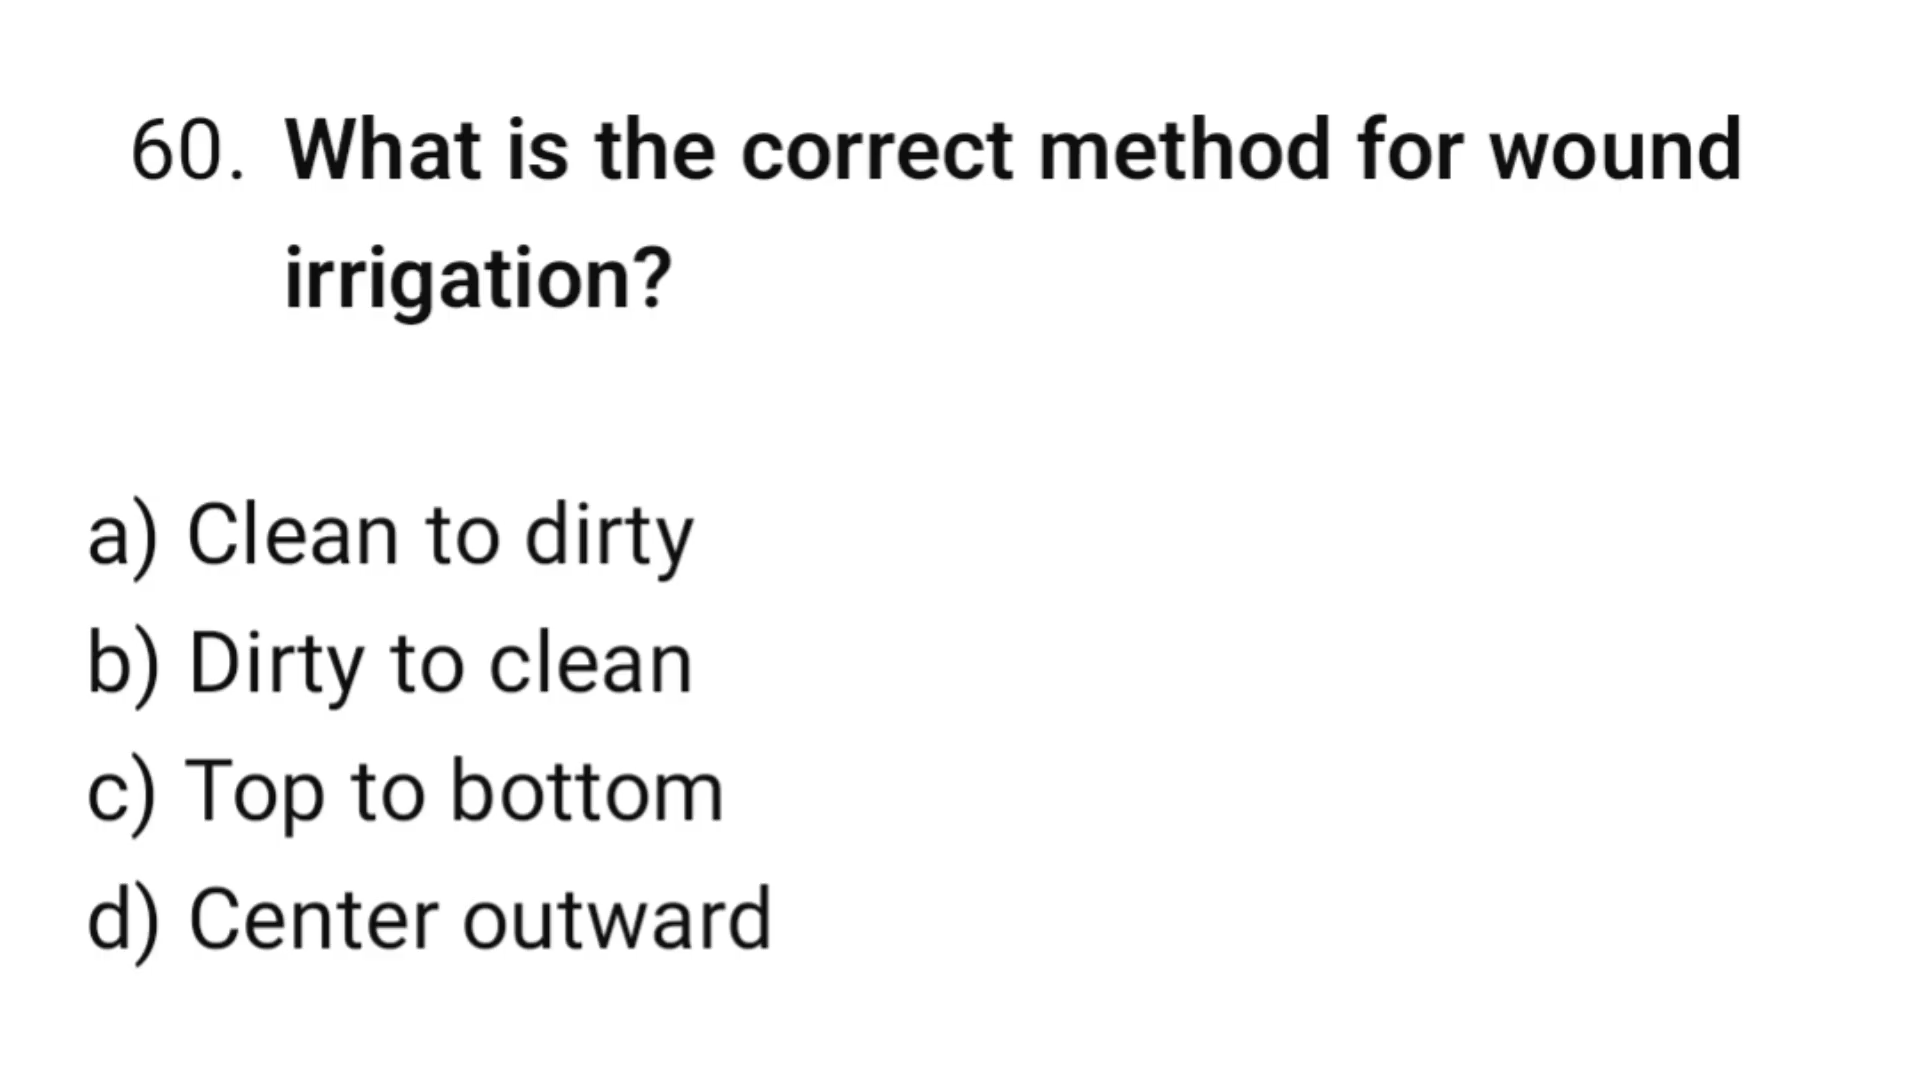 60. What is the correct method for wound
irrigation?
a) Clean to dirty
b) Dirty to clean
c) Top to bottom
d) Center outward